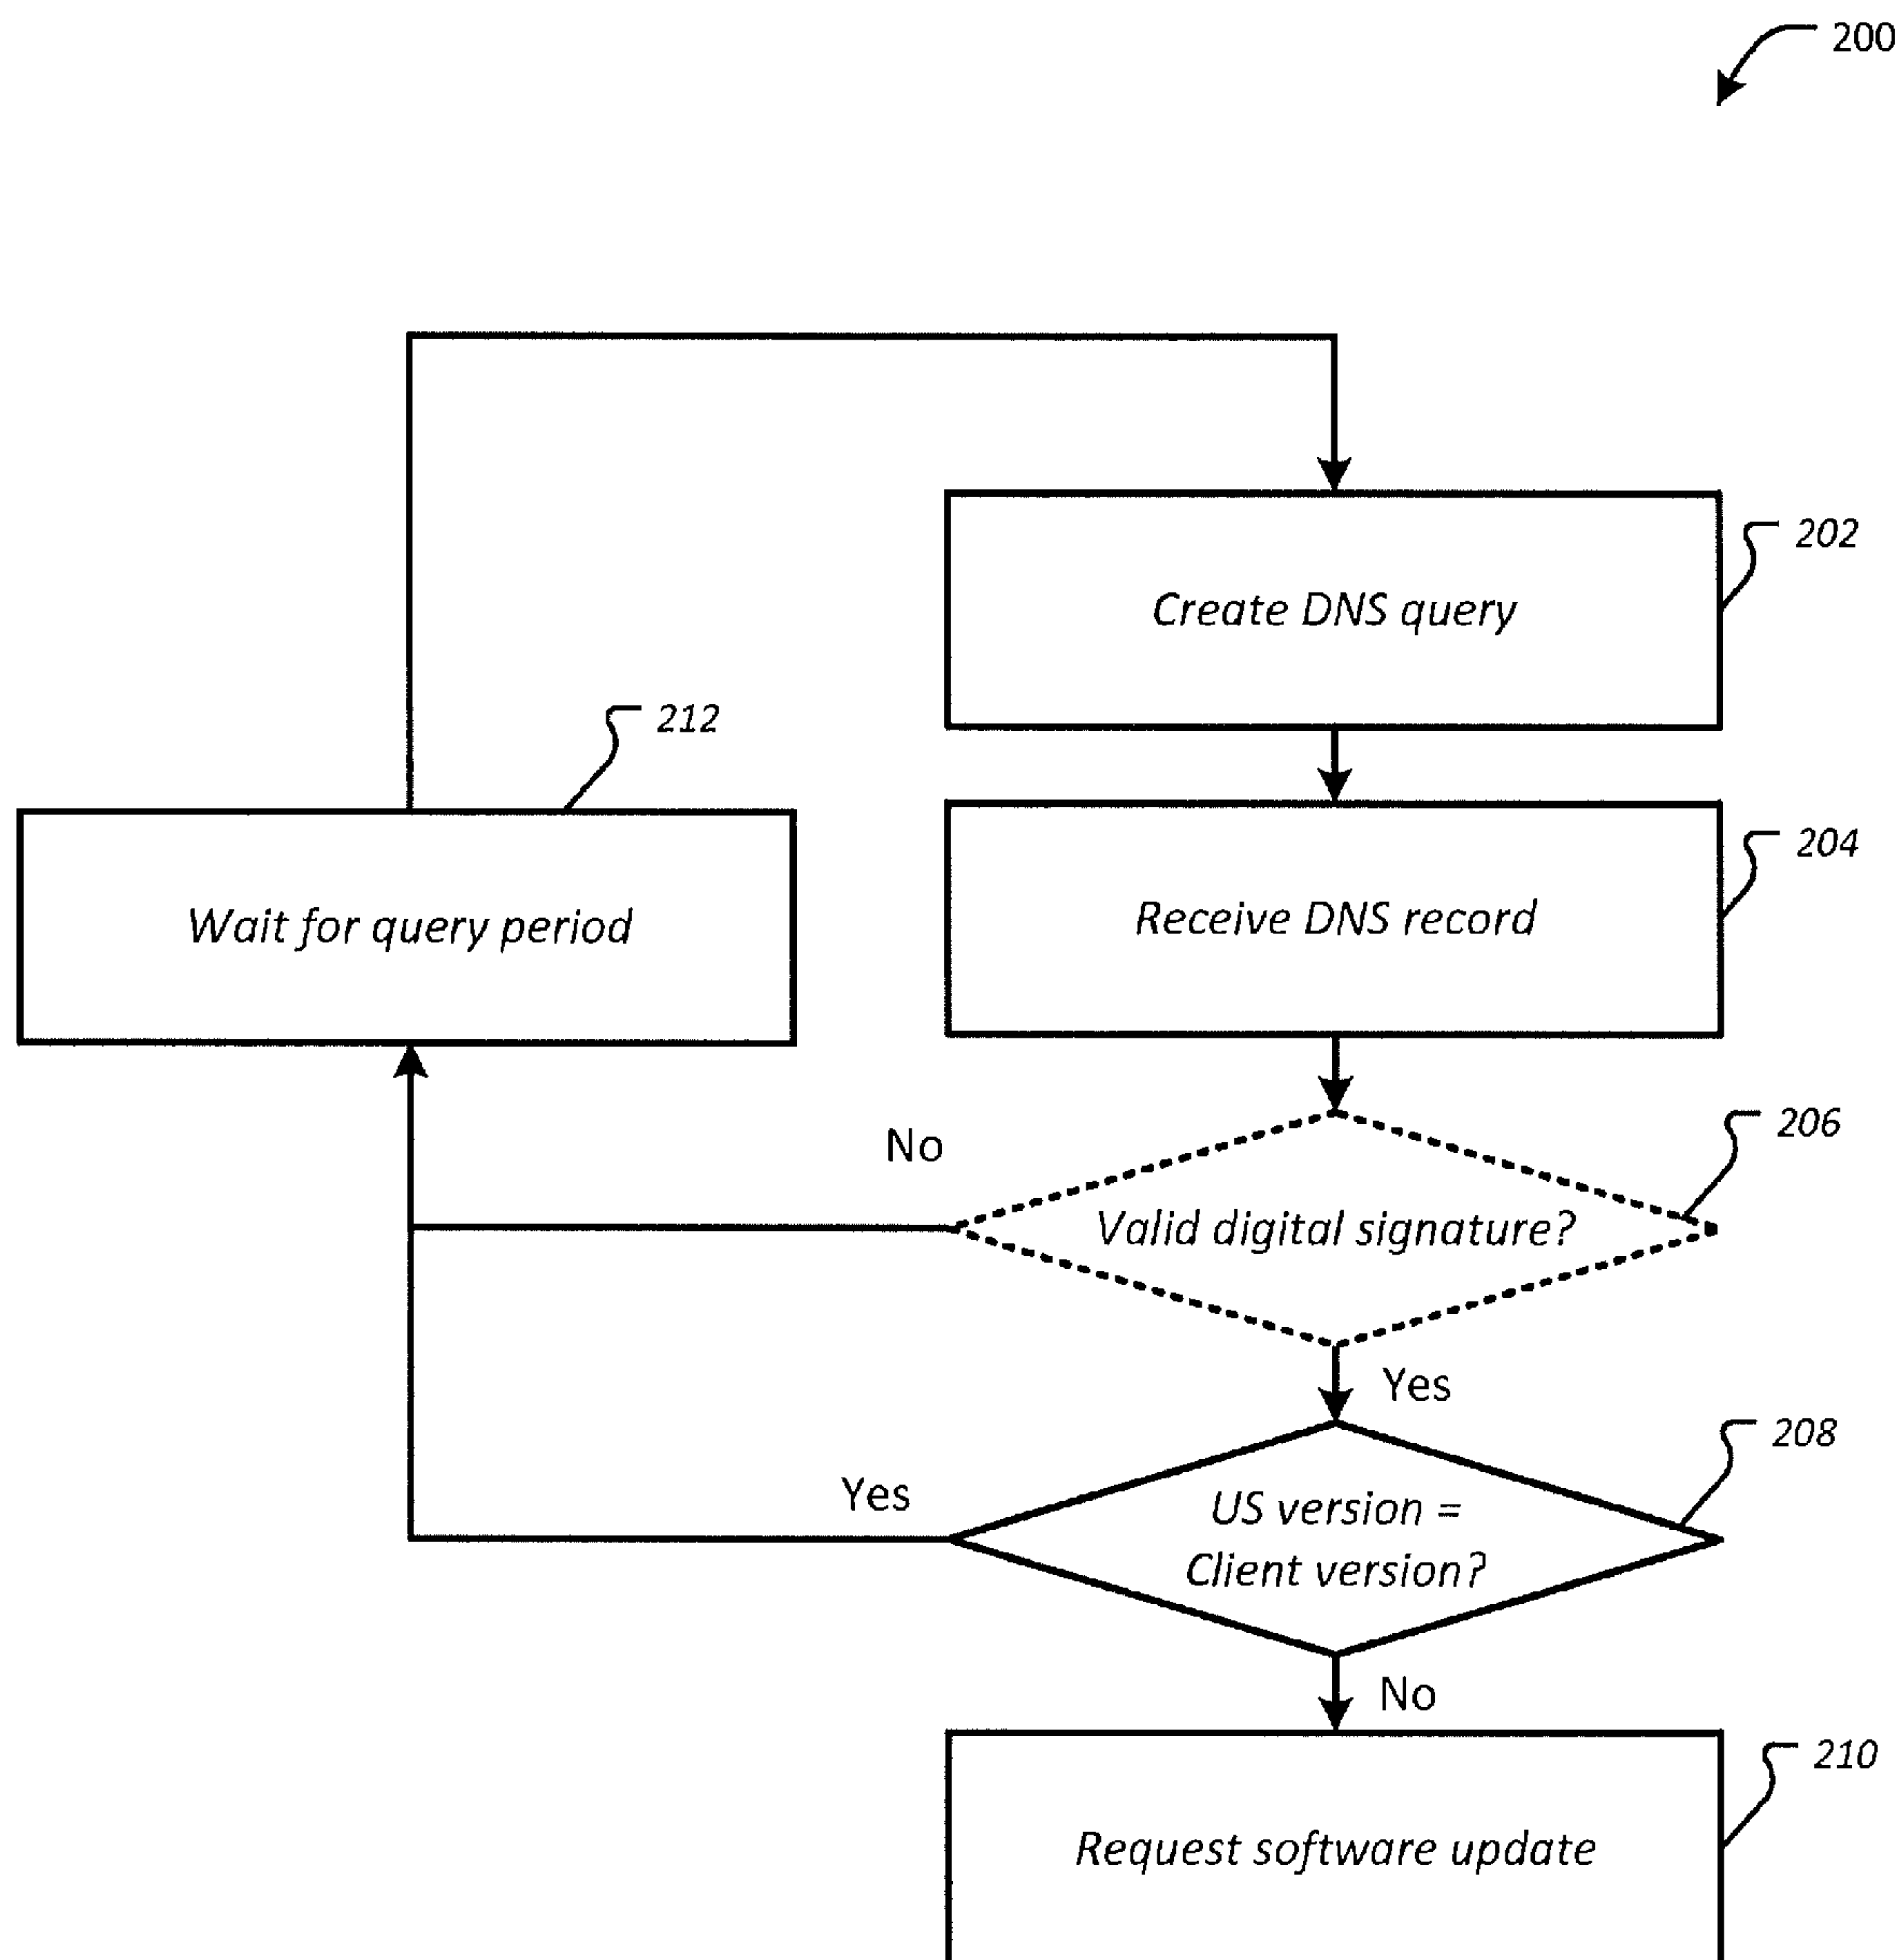 200
202
Create DNS query
212
204
Wait for query period
Receive DNS record
206
No
Valid digital signature?
Yes
208
Yes
US version =
Client version?
No
210
Request software update